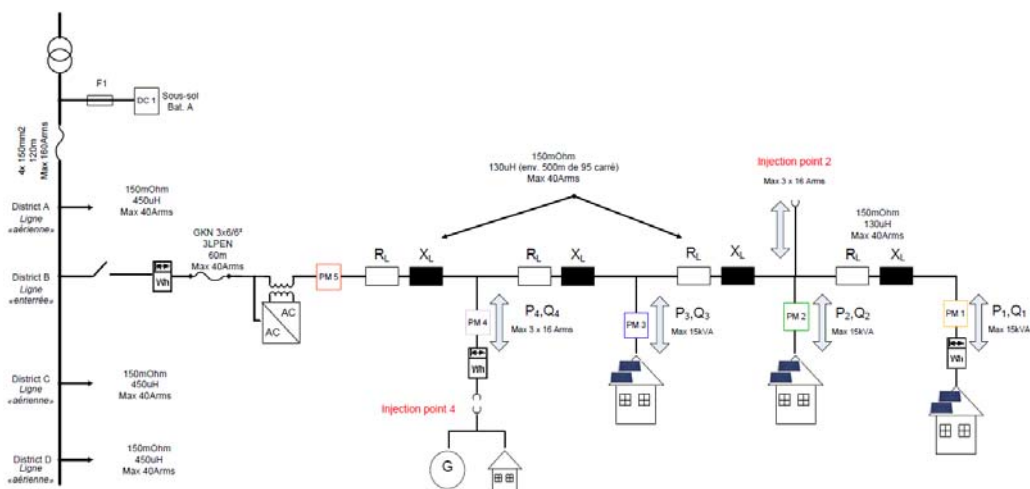 F1
DC 1
Sous-sol
Bat. A
4x 150mm2
120m
Max 160Arms
District A
Ligne
«aérienne»
150mOhm
450uH
Max 40Arms
District B
Ligne
«enterrée»
Wh
GKN 3x6/6²
3LPEN
60m
Max 40Arms
AC
AC
PM 5
RL
XL
150mOhm
130uH (env. 500m de 95 carré)
Max 40Arms
RL
XL
RL
XL
Injection point 2
Max 3 x 16 Arms
150mOhm
130uH
Max 40Arms
RL
XL
PM 4
P4,Q4
Max 3 x 16 Arms
Wh
Injection point 4
G
PM 3
P3,Q3
Max 15kVA
PM 2
P2,Q2
Max 15kVA
PM 1
P1,Q1
Max 15kVA
Wh
District C
Ligne
«aérienne»
150mOhm
450uH
Max 40Arms
District D
Ligne
«aérienne»
150mOhm
450uH
Max 40Arms